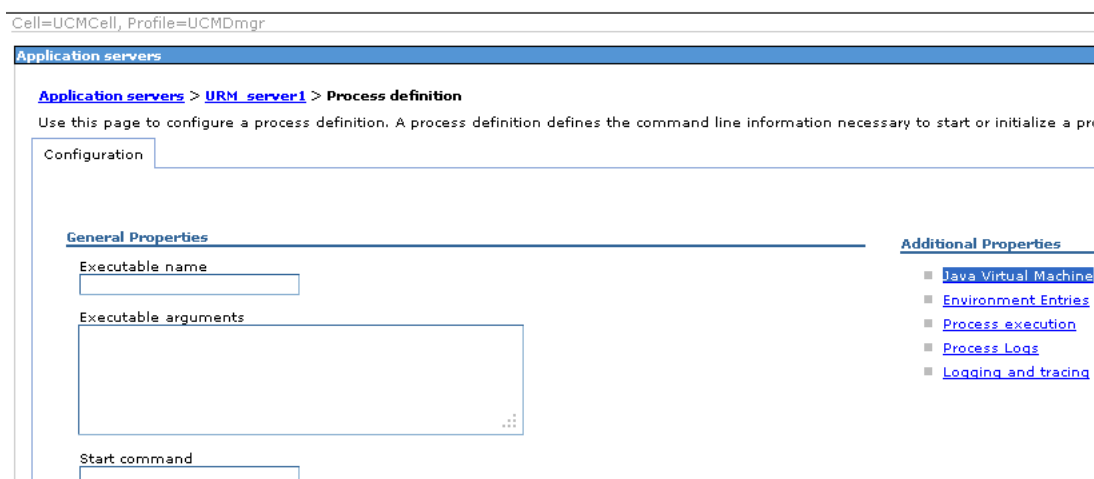 Cell=UCMCell, Profile=UCMDmgr
Application servers
Application servers > URM_server1 > Process definition
Use this page to configure a process definition. A process definition defines the command line information necessary to start or initialize a pr
Configuration
General Properties
Executable name
Executable arguments
Start command
Additional Properties
Java Virtual Machine
Environment Entries
Process execution
Process Logs
Logging and tracing